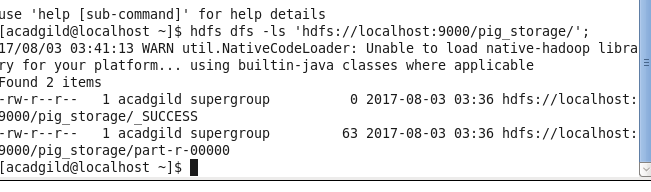 use 'help [sub-command]' for help details
[acadgild@localhost ~]$ hdfs dfs -ls 'hdfs://localhost:9000/pig_storage/';
17/08/03 03:41:13 WARN util.NativeCodeLoader: Unable to load native-hadoop libra
ry for your platform... using builtin-java classes where applicable
Found 2 items
-rw-r--r--   1 acadgild supergroup          0 2017-08-03 03:36 hdfs://localhost:
9000/pig_storage/_SUCCESS
-rw-r--r--   1 acadgild supergroup         63 2017-08-03 03:36 hdfs://localhost:
9000/pig_storage/part-r-00000
[acadgild@localhost ~]$